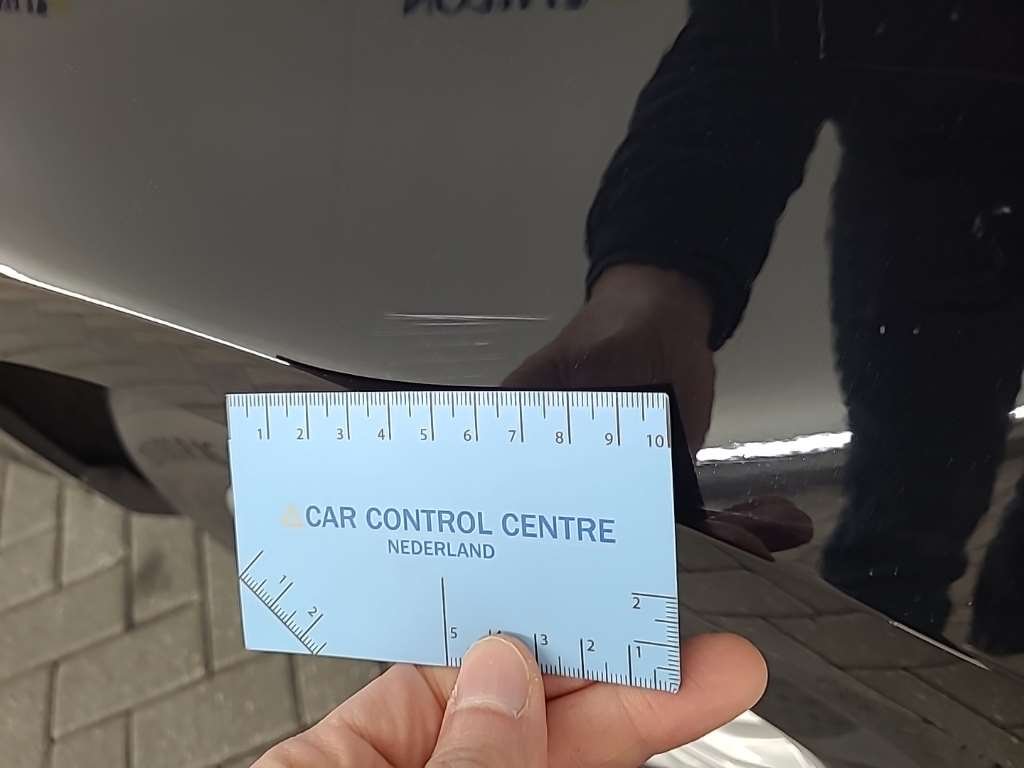 1 2 3 4 5 6 7 8 9 10
CAR CONTROL CENTRE
NEDERLAND
1 2
2
5 4 3 2 1